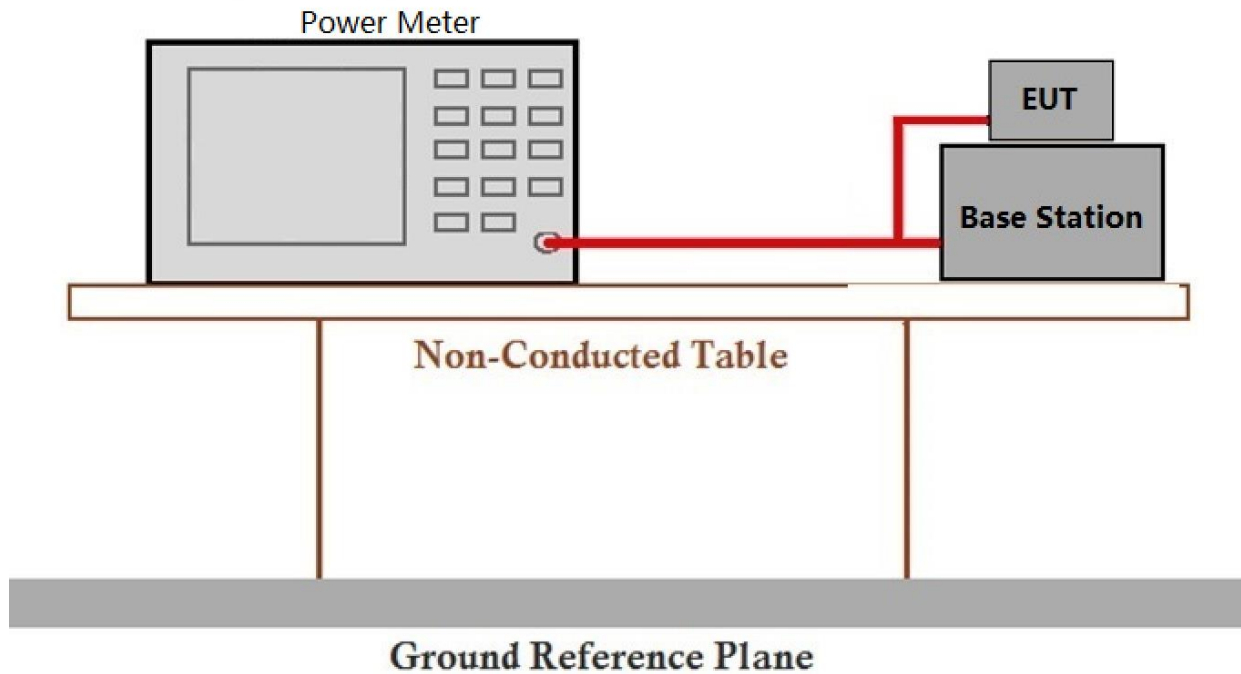 Power Meter
EUT
Base Station
Non-Conducted Table
Ground Reference Plane